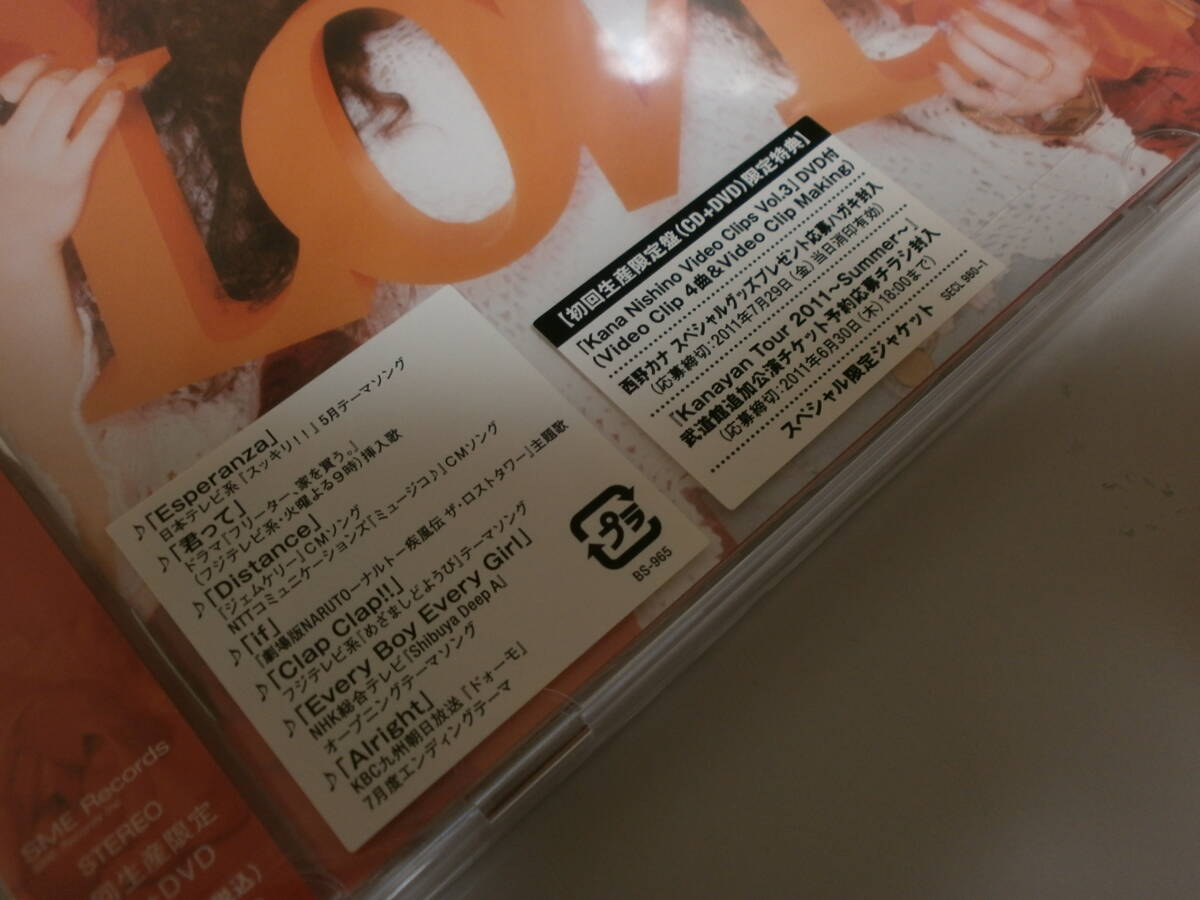 LOVE
【初回生産限定盤(CD+DVD)限定特典】
「Kana Nishino Video Clips Vol.3」DVD付
(Video Clip 4曲&Video Clip Making)
西野カナ スペシャルグッズプレゼント応募ハガキ封入
(応募締切:2011年7月29日(金)当日消印有効)
「Kanayan Tour 2011~Summer~」
武道館追加公演チケット予約応募チラシ封入
(応募締切:2011年6月30日(木)18:00まで)
スペシャル限定ジャケット
SECL 980-1
♪「Esperanza」
日本テレビ系「スッキリ!!」5月テーマソング
♪「君って」
ドラマ「フリーター、家を買う。」
(フジテレビ系・火曜よる9時)挿入歌
♪「Distance」
「ジェムケリー」CMソング
NTTコミュニケーションズ「ミュージコ♪」CMソング
♪「if」
『劇場版NARUTO-ナルト-疾風伝 ザ・ロストタワー』主題歌
♪「Clap Clap!!」
フジテレビ系「めざましどようび」テーマソング
♪「Every Boy Every Girl」
NHK総合テレビ「Shibuya Deep A」
オープニングテーマソング
♪「Alright」
KBC九州朝日放送「ドォーモ」
7月度エンディングテーマ
プラ
BS-965
SME Records
STEREO
回生産限定
+DVD
税込)